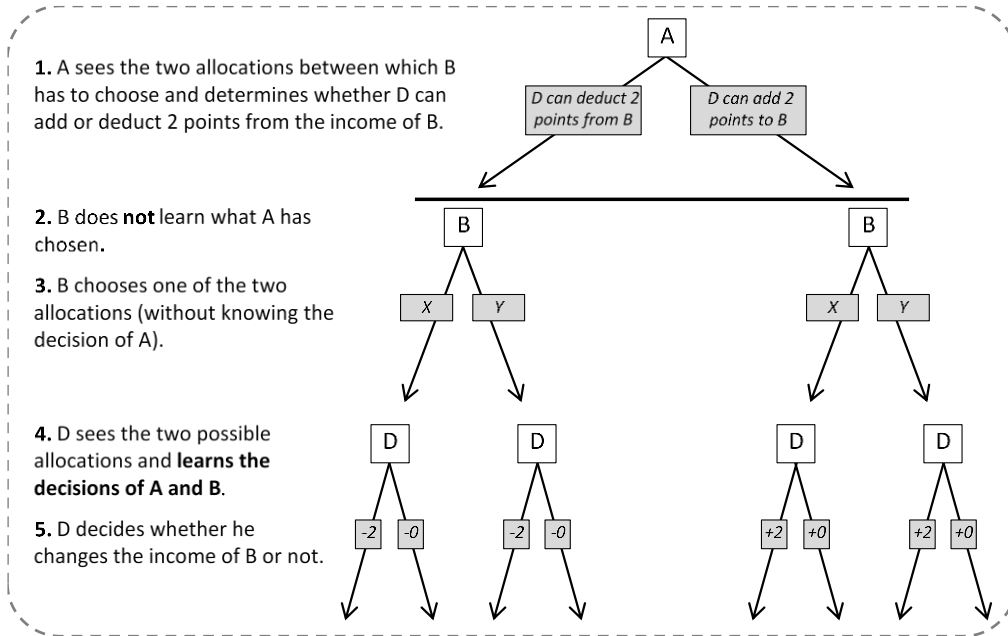 A
1. A sees the two allocations between which B
has to choose and determines whether D can
add or deduct 2 points from the income of B.
D can deduct 2
points from B
D can add 2
points to B
2. B does not learn what A has
chosen.
B
B
3. B chooses one of the two
allocations (without knowing the
decision of A).
X
Y
X
Y
4. D sees the two possible
allocations and learns the
decisions of A and B.
D
D
D
D
5. D decides whether he
changes the income of B or not.
-2
-0
-2
-0
+2
+0
+2
+0